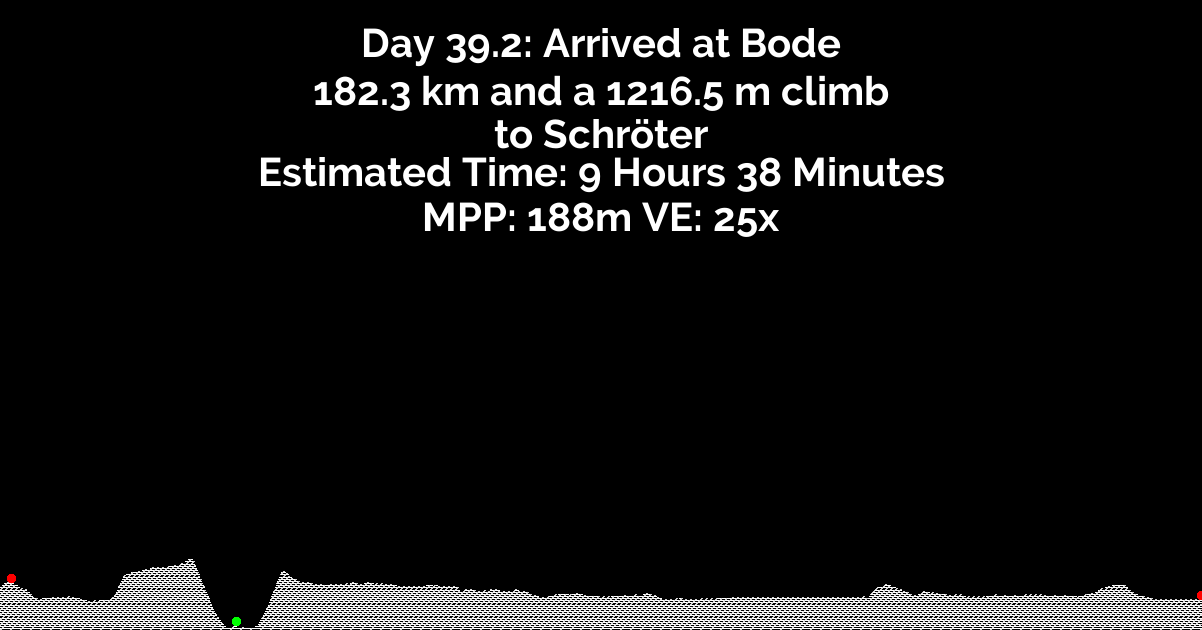 Day 39.2: Arrived at Bode
182.3 km and a 1216.5 m climb
to Schröter
Estimated Time: 9 Hours 38 Minutes
MPP: 188m VE: 25x